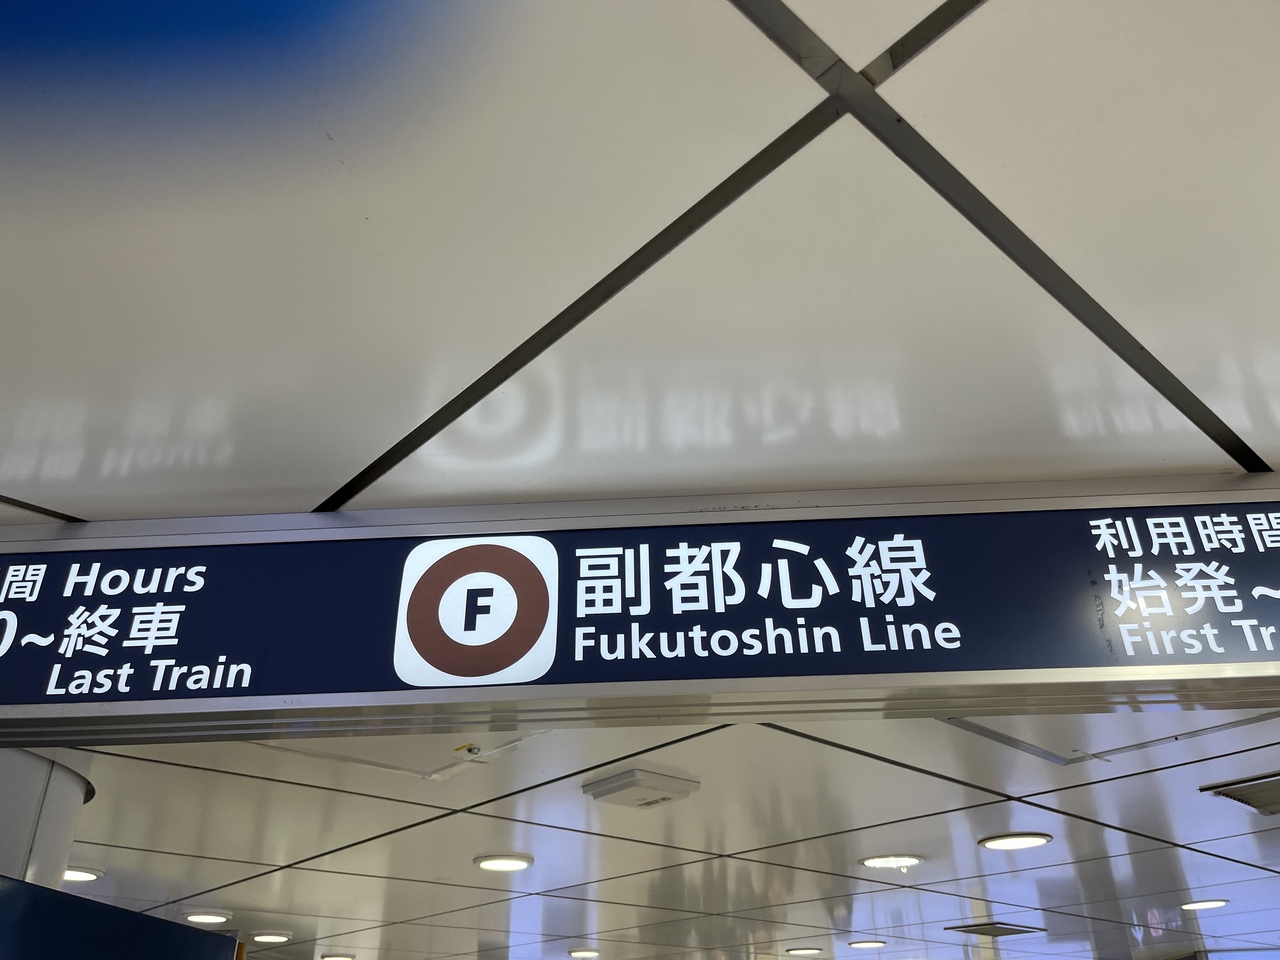 間 Hours
0～終車
Last Train
F
副都心線
Fukutoshin Line
利用時間
始発～
First Tr